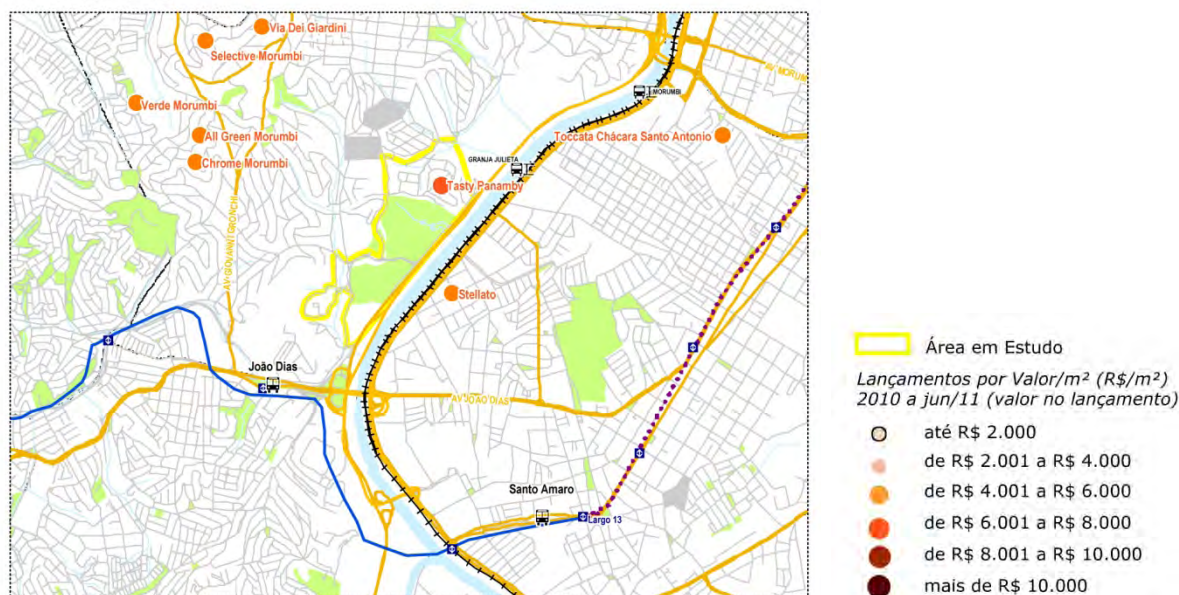 Via Dei Giardini
Selective Morumbi
AV. MORUMBI
MORUMBI
Verde Morumbi
All Green Morumbi
Toccata Chácara Santo Antonio
Chrome Morumbi
GRANJA JULIETA
Tasty Panamby
AV GIOVANNI GRONCHI
Stellato
João Dias
AV JOAO DIAS
Santo Amaro
Largo 13
Área em Estudo
Lançamentos por Valor/m² (R$/m²)
2010 a jun/11 (valor no lançamento)
até R$ 2.000
de R$ 2.001 a R$ 4.000
de R$ 4.001 a R$ 6.000
de R$ 6.001 a R$ 8.000
de R$ 8.001 a R$ 10.000
mais de R$ 10.000